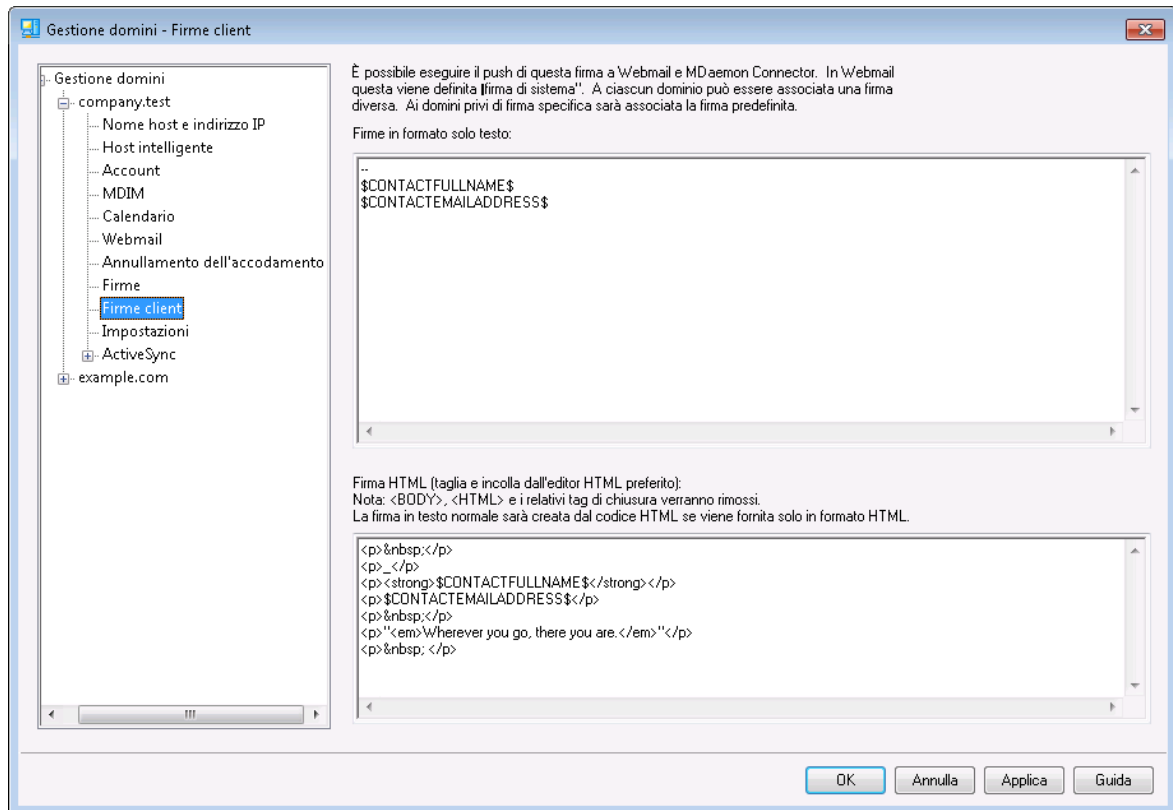 Gestione domini - Firme client
Gestione domini
company.test
Nome host e indirizzo IP
Host intelligente
Account
MDIM
Calendario
Webmail
Annullamento dell'accodamento
Firme
Firme client
Impostazioni
ActiveSync
example.com
È possibile eseguire il push di questa firma a Webmail e MDaemon Connector.  In Webmail
questa viene definita "firma di sistema".  A ciascun dominio può essere associata una firma
diversa.  Ai domini privi di firma specifica sarà associata la firma predefinita.
Firme in formato solo testo:
--
$CONTACTFULLNAME$
$CONTACTEMAILADDRESS$
Firma HTML (taglia e incolla dall'editor HTML preferito):
Nota: <BODY>, <HTML> e i relativi tag di chiusura verranno rimossi.
La firma in testo normale sarà creata dal codice HTML se viene fornita solo in formato HTML.
<p>&nbsp;</p>
<p>_</p>
<p><strong>$CONTACTFULLNAME$</strong></p>
<p>$CONTACTEMAILADDRESS$</p>
<p>&nbsp;</p>
<p>"<em>Wherever you go, there you are.</em>"</p>
<p>&nbsp; </p>
OK
Annulla
Applica
Guida